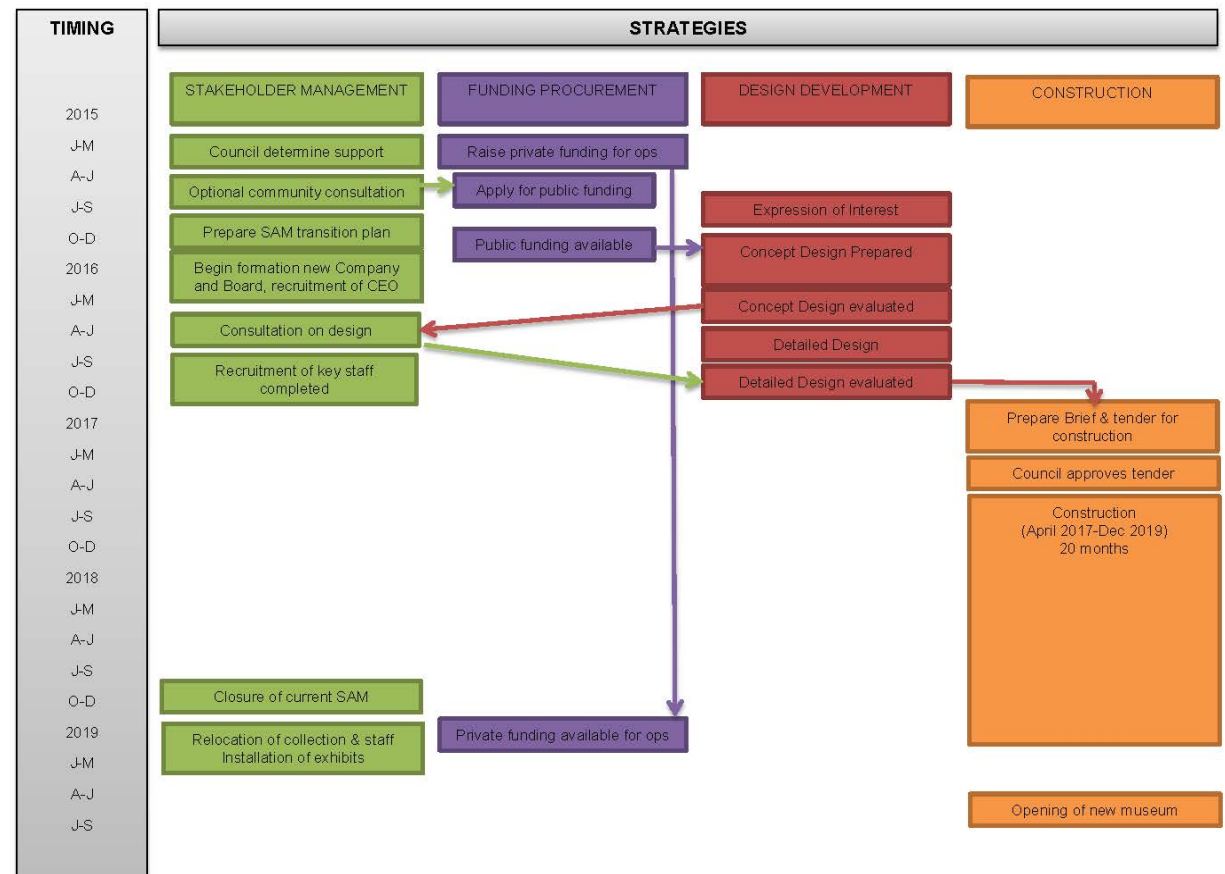 TIMING
STRATEGIES
STAKEHOLDER MANAGEMENT
FUNDING PROCUREMENT
DESIGN DEVELOPMENT
CONSTRUCTION
2015
J-M
A-J
J-S
O-D
2016
J-M
A-J
J-S
O-D
2017
J-M
A-J
J-S
O-D
2018
J-M
A-J
J-S
O-D
2019
J-M
A-J
J-S
Council determine support
Optional community consultation
Prepare SAM transition plan
Begin formation new Company
and Board, recruitment of CEO
Consultation on design
Recruitment of key staff
completed
Closure of current SAM
Relocation of collection & staff
Installation of exhibits
Raise private funding for ops
Apply for public funding
Public funding available
Private funding available for ops
Expression of Interest
Concept Design Prepared
Concept Design evaluated
Detailed Design
Detailed Design evaluated
Prepare Brief & tender for
construction
Council approves tender
Construction
(April 2017-Dec 2019)
20 months
Opening of new museum